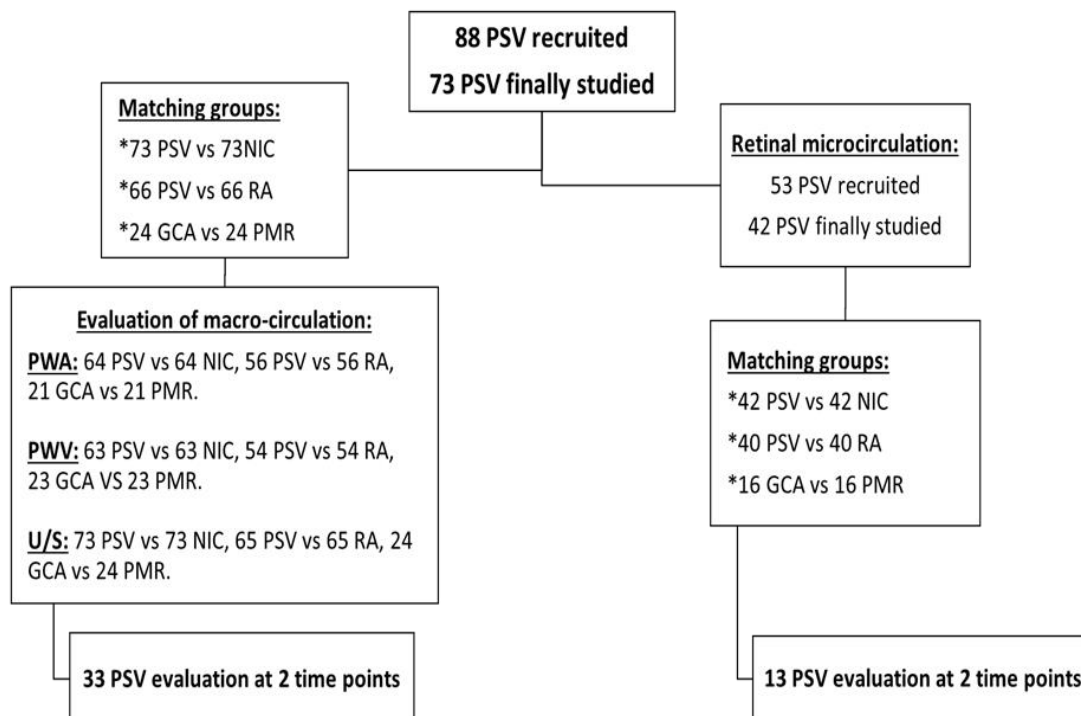 88 PSV recruited
73 PSV finally studied
Matching groups:
*73 PSV vs 73NIC
*66 PSV vs 66 RA
*24 GCA vs 24 PMR
Retinal microcirculation:
53 PSV recruited
42 PSV finally studied
Evaluation of macro-circulation:
PWA: 64 PSV vs 64 NIC, 56 PSV vs 56 RA,
21 GCA vs 21 PMR.
PWV: 63 PSV vs 63 NIC, 54 PSV vs 54 RA,
23 GCA VS 23 PMR.
U/S: 73 PSV vs 73 NIC, 65 PSV vs 65 RA, 24
GCA vs 24 PMR.
Matching groups:
*42 PSV vs 42 NIC
*40 PSV vs 40 RA
*16 GCA vs 16 PMR
33 PSV evaluation at 2 time points
13 PSV evaluation at 2 time points